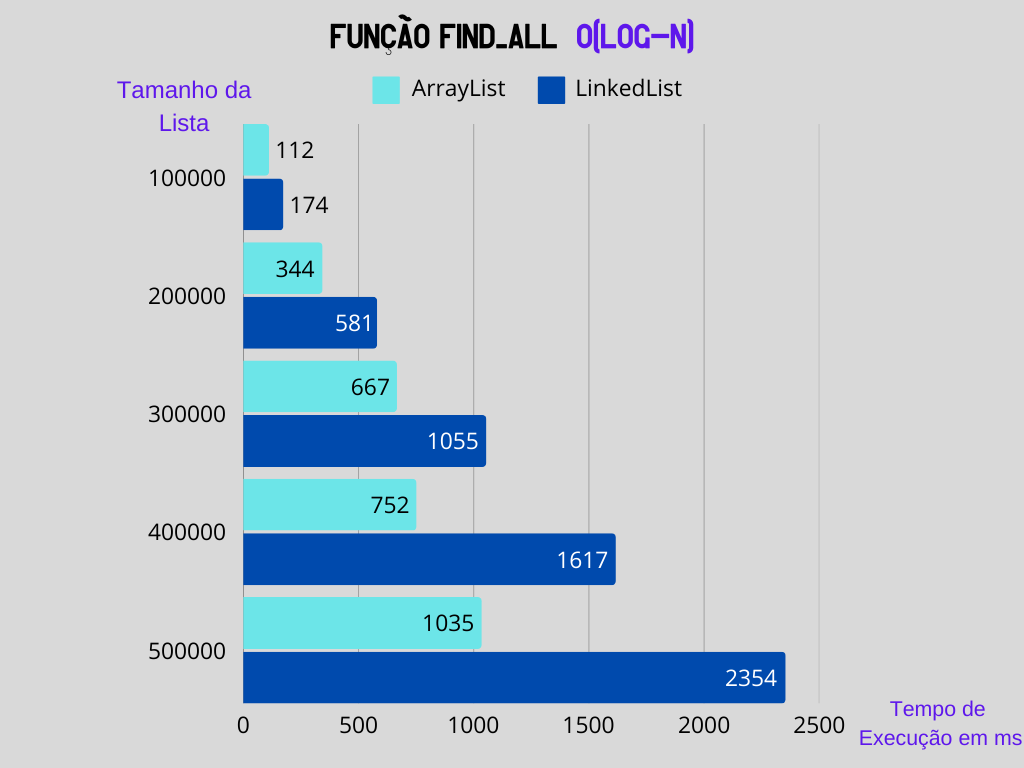 FUNÇÃO FIND_ALL O(LOG-N)
Tamanho da
Lista
ArrayList LinkedList
112
100000
174
344
200000
581
667
300000
1055
752
400000
1617
1035
500000
2354
0 500 1000 1500 2000 2500
Tempo de
Execução em ms